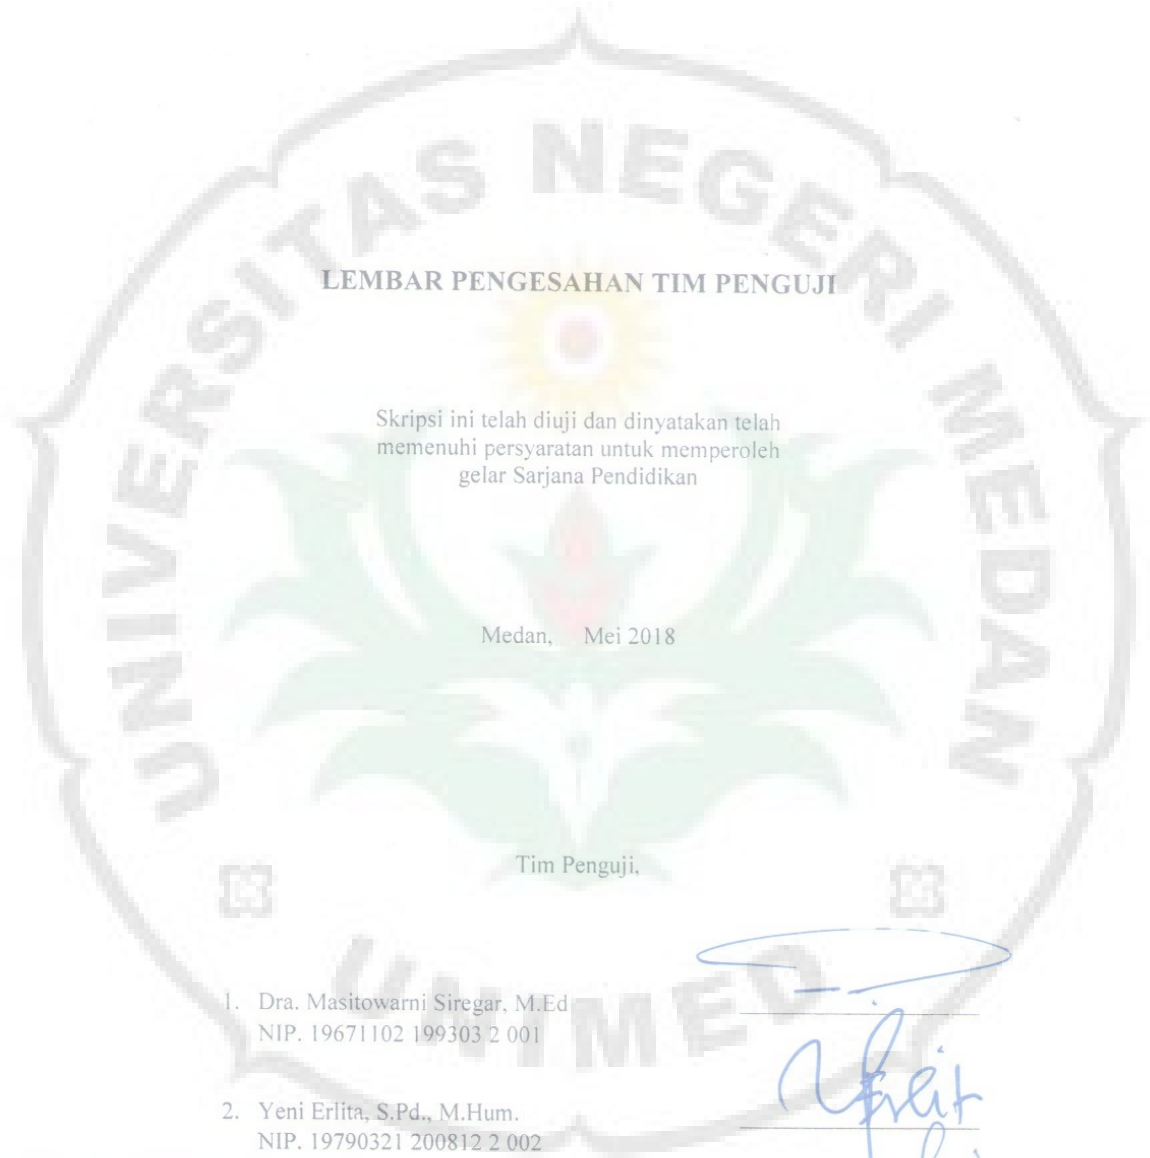 UNIVERSITAS NEGERI MEDAN
LEMBAR PENGESAHAN TIM PENGUJI
Skripsi ini telah diuji dan dinyatakan telah
memenuhi persyaratan untuk memperoleh
gelar Sarjana Pendidikan
Medan, Mei 2018
Tim Penguji,
UNIMED
1. Dra. Masitowarni Siregar, M.Ed
NIP. 19671102 199303 2 001
2. Yeni Erlita, S.Pd., M.Hum.
NIP. 19790321 200812 2 002